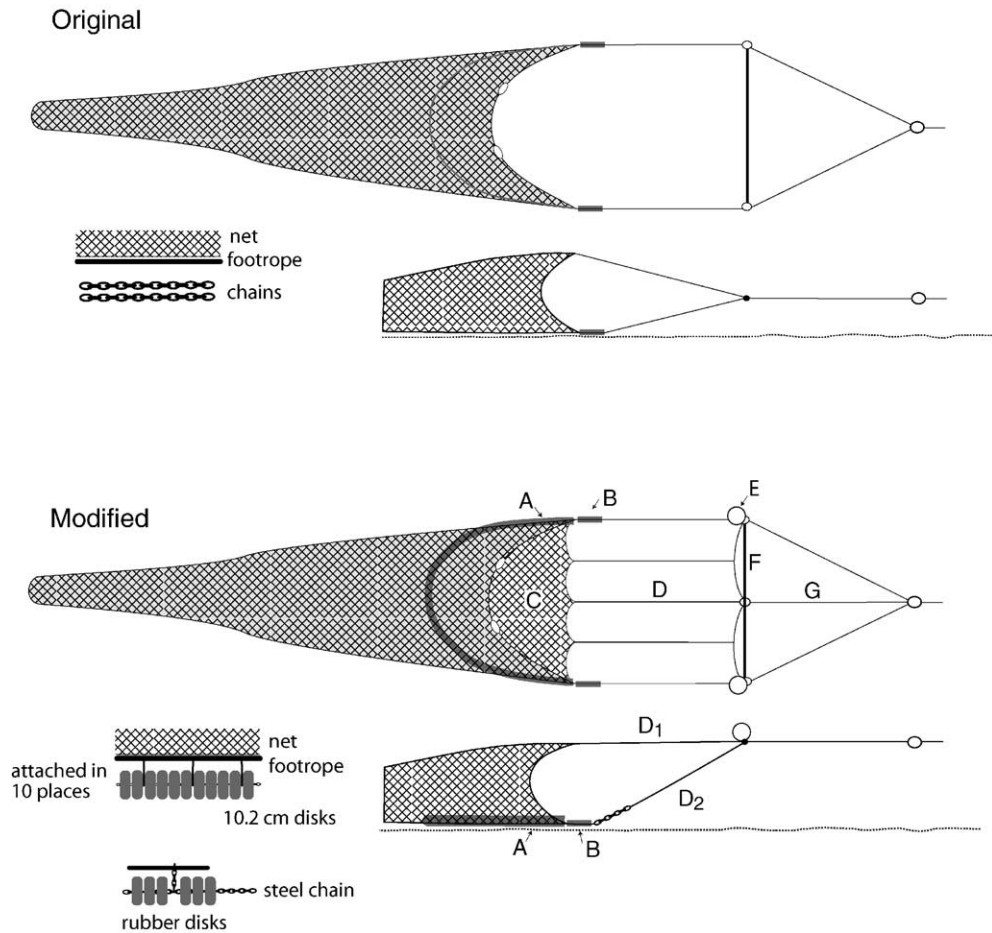 Original
net
footrope
chains
Modified
A
B
E
F
C
D
G
D1
D2
A
B
net
footrope
attached in
10 places
10.2 cm disks
steel chain
rubber disks